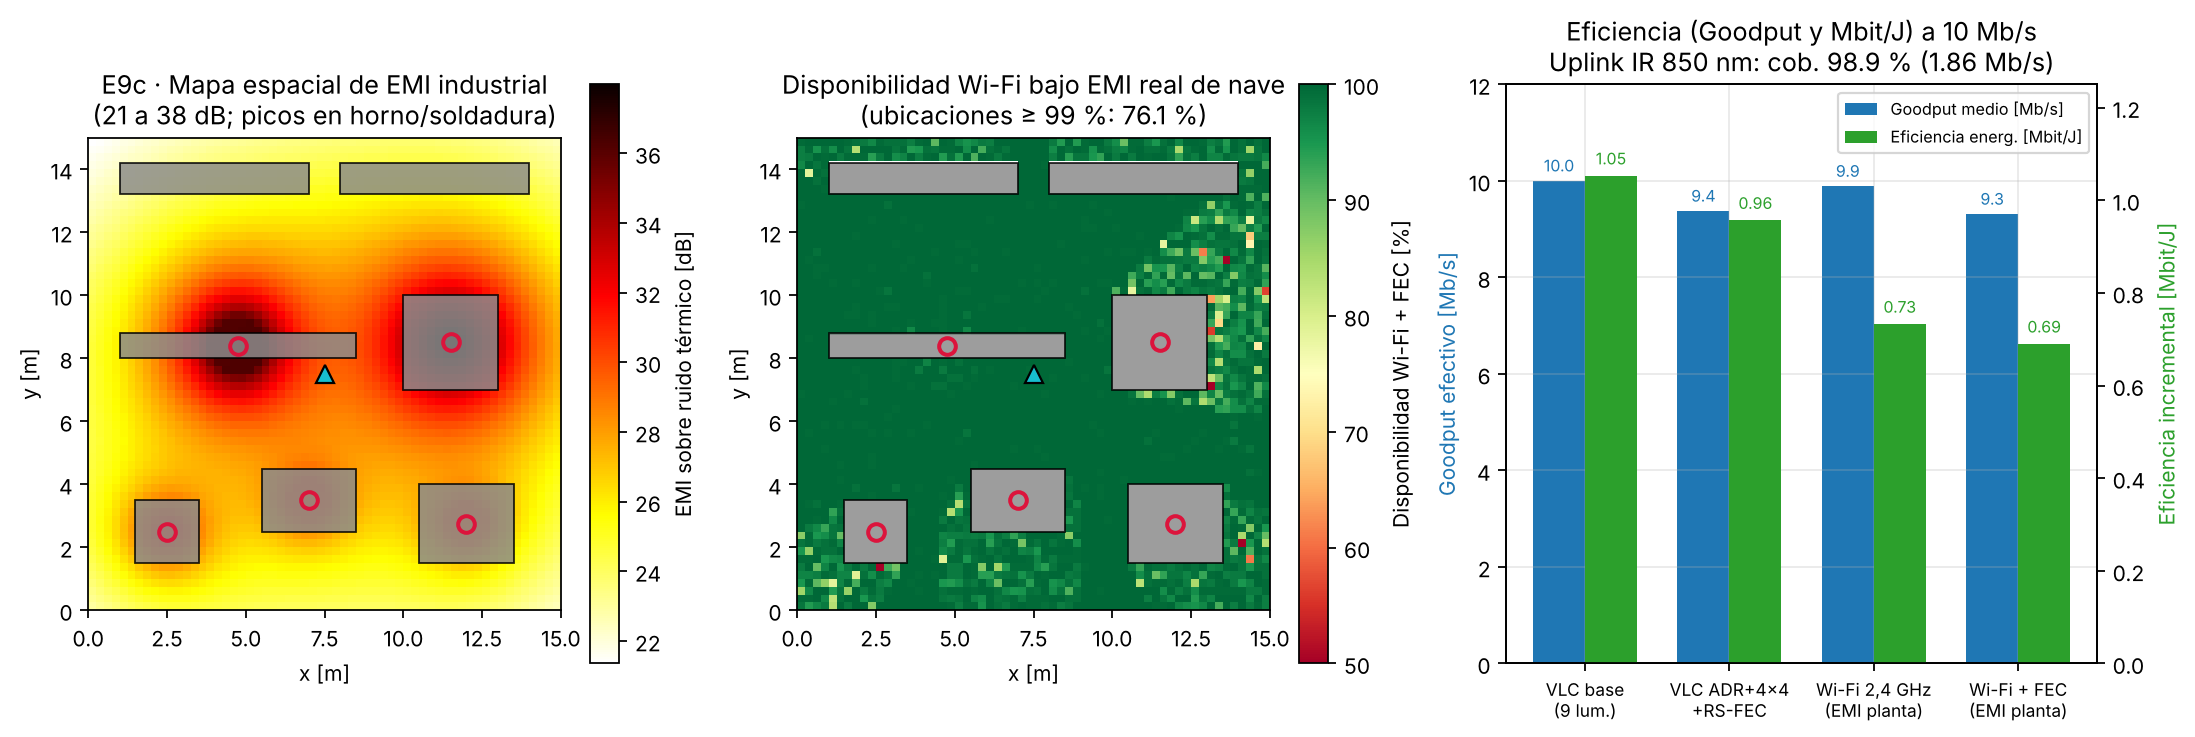 E9c · Mapa espacial de EMI industrial
(21 a 38 dB; picos en horno/soldadura)
14
12
10
8
6
4
2
0
y [m]
0.0 2.5 5.0 7.5 10.0 12.5 15.0
x [m]
36
34
32
30
28
26
24
22
EMI sobre ruido térmico [dB]
Disponibilidad Wi-Fi bajo EMI real de nave
(ubicaciones ≥ 99 %: 76.1 %)
14
12
10
8
6
4
2
0
y [m]
0.0 2.5 5.0 7.5 10.0 12.5 15.0
x [m]
100
90
80
70
60
50
Disponibilidad Wi-Fi + FEC [%]
Eficiencia (Goodput y Mbit/J) a 10 Mb/s
Uplink IR 850 nm: cob. 98.9 % (1.86 Mb/s)
12
10
8
6
4
2
0
Goodput efectivo [Mb/s]
Goodput medio [Mb/s]
Eficiencia energ. [Mbit/J]
10.0 1.05
9.4 0.96
9.9 0.73
9.3 0.69
VLC base
(9 lum.)
VLC ADR+4×4
+RS-FEC
Wi-Fi 2,4 GHz
(EMI planta)
Wi-Fi + FEC
(EMI planta)
1.2
1.0
0.8
0.6
0.4
0.2
0.0
Eficiencia incremental [Mbit/J]